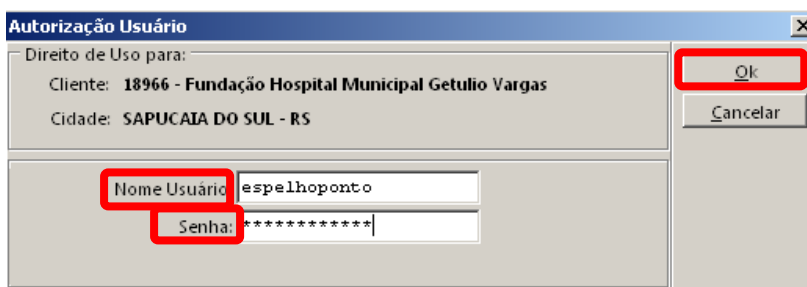 Autorização Usuário
Direito de Uso para:
Cliente: 18966 - Fundação Hospital Municipal Getulio Vargas
Cidade: SAPUCAIA DO SUL - RS
Ok
Cancelar
Nome Usuário espelhoponto
Senha: ************